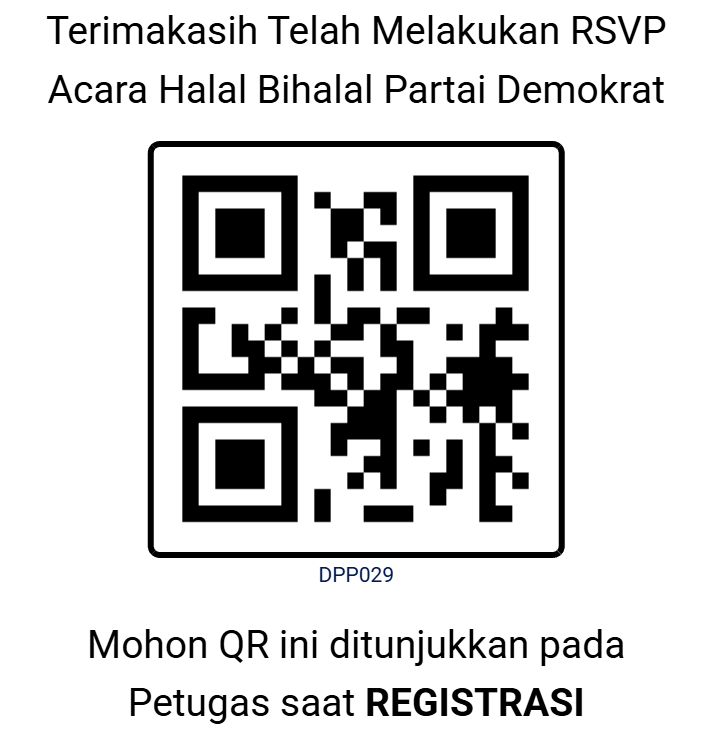 Terimakasih Telah Melakukan RSVP
Acara Halal Bihalal Partai Demokrat
DPP029
Mohon QR ini ditunjukkan pada
Petugas saat REGISTRASI